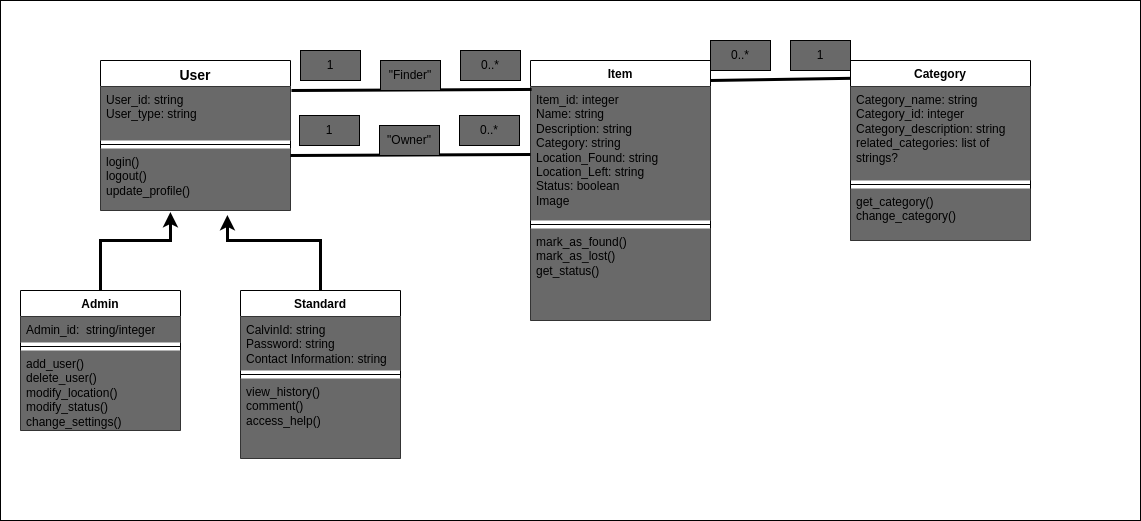 User
User_id: string
User_type: string
login()
logout()
update_profile()
1
"Finder"
0..*
1
"Owner"
0..*
Item
Item_id: integer
Name: string
Description: string
Category: string
Location_Found: string
Location_Left: string
Status: boolean
Image
mark_as_found()
mark_as_lost()
get_status()
0..*
1
Category
Category_name: string
Category_id: integer
Category_description: string
related_categories: list of
strings?
get_category()
change_category()
Admin
Admin_id:  string/integer
add_user()
delete_user()
modify_location()
modify_status()
change_settings()
Standard
CalvinId: string
Password: string
Contact Information: string
view_history()
comment()
access_help()